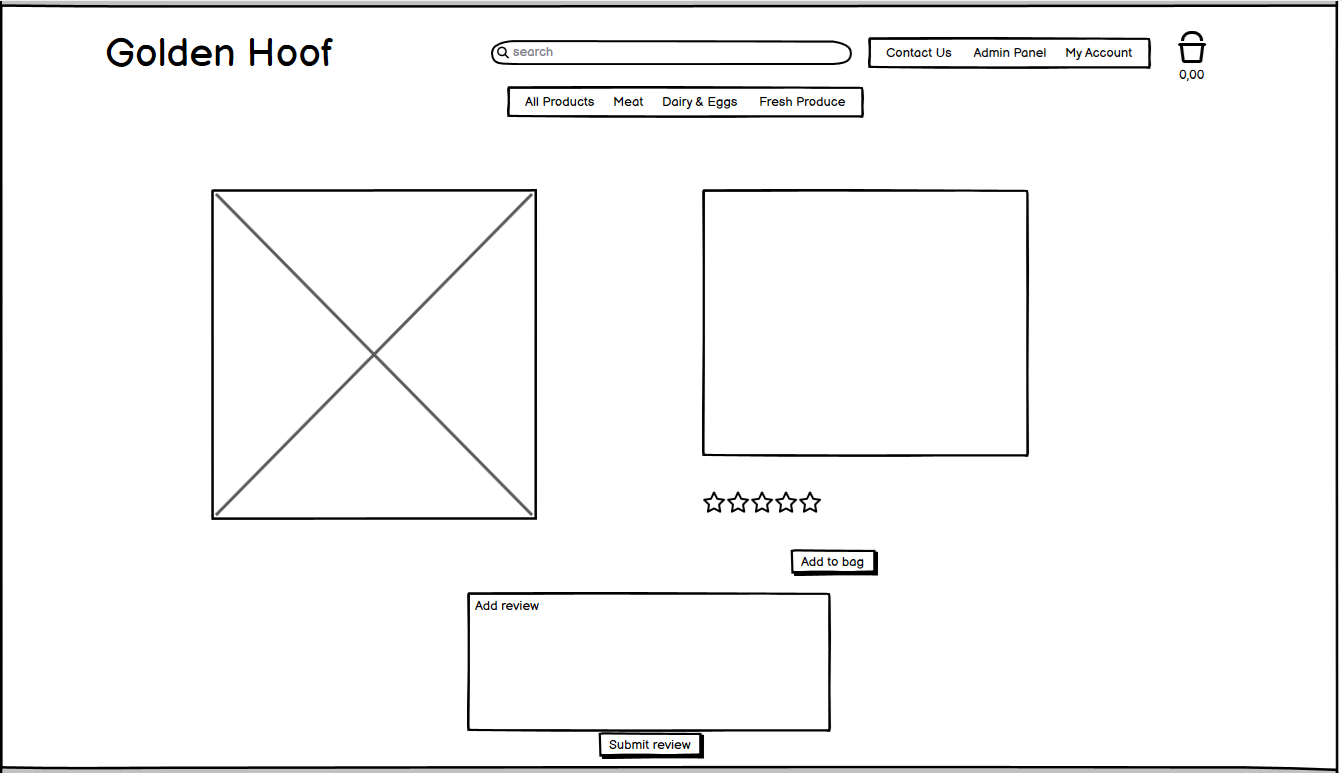 Golden Hoof
search
Contact Us Admin Panel My Account
0,00
All Products Meat Dairy & Eggs Fresh Produce
Add to bag
Add review
Submit review